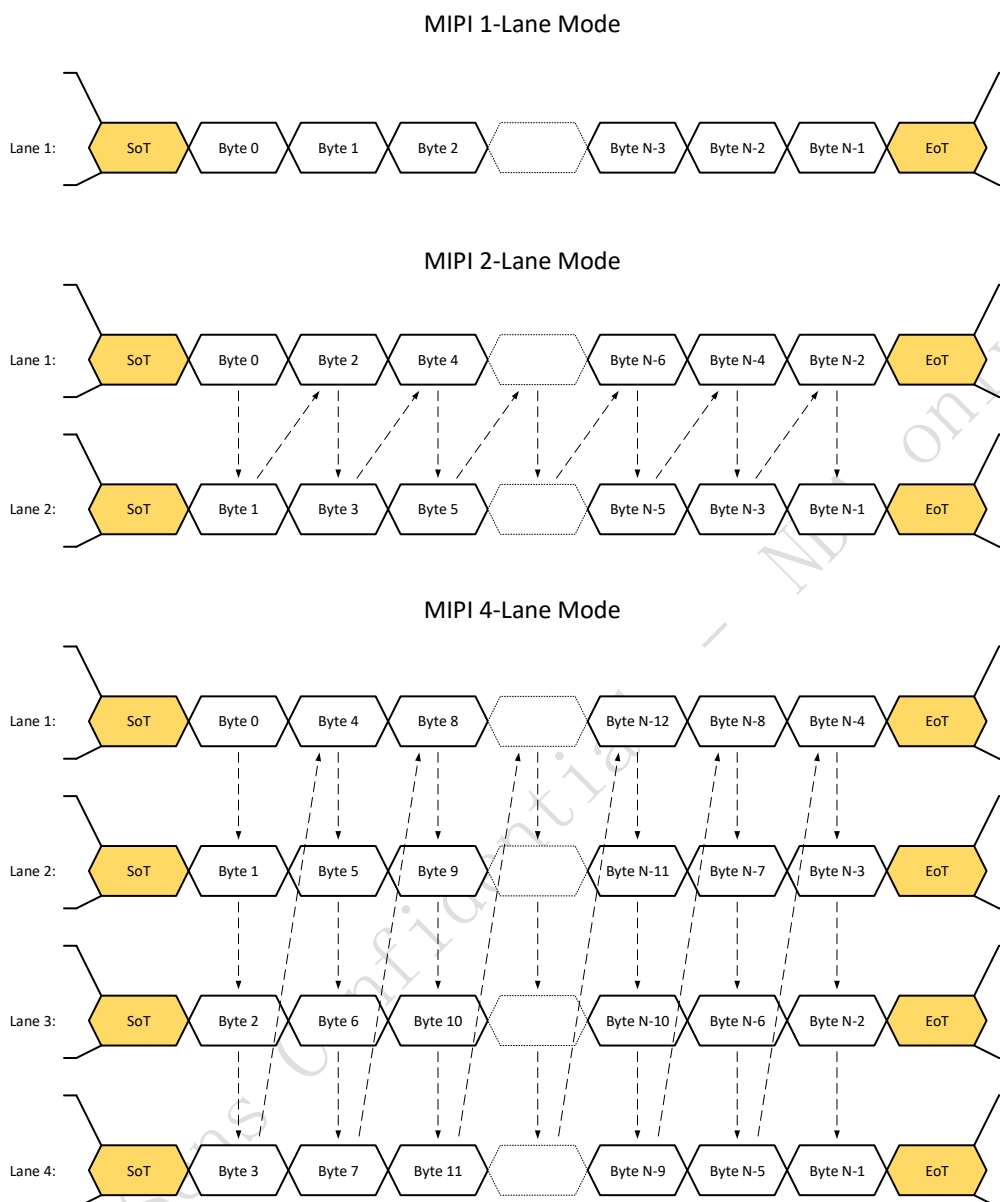 MIPI 1-Lane Mode
Lane 1: SoT Byte 0 Byte 1 Byte 2 Byte N-3 Byte N-2 Byte N-1 EoT
MIPI 2-Lane Mode
Lane 1: SoT Byte 0 Byte 2 Byte 4 Byte N-6 Byte N-4 Byte N-2 EoT
Lane 2: SoT Byte 1 Byte 3 Byte 5 Byte N-5 Byte N-3 Byte N-1 EoT
MIPI 4-Lane Mode
Lane 1: SoT Byte 0 Byte 4 Byte 8 Byte N-12 Byte N-8 Byte N-4 EoT
Lane 2: SoT Byte 1 Byte 5 Byte 9 Byte N-11 Byte N-7 Byte N-3 EoT
Lane 3: SoT Byte 2 Byte 6 Byte 10 Byte N-10 Byte N-6 Byte N-2 EoT
Lane 4: SoT Byte 3 Byte 7 Byte 11 Byte N-9 Byte N-5 Byte N-1 EoT
Confidential -